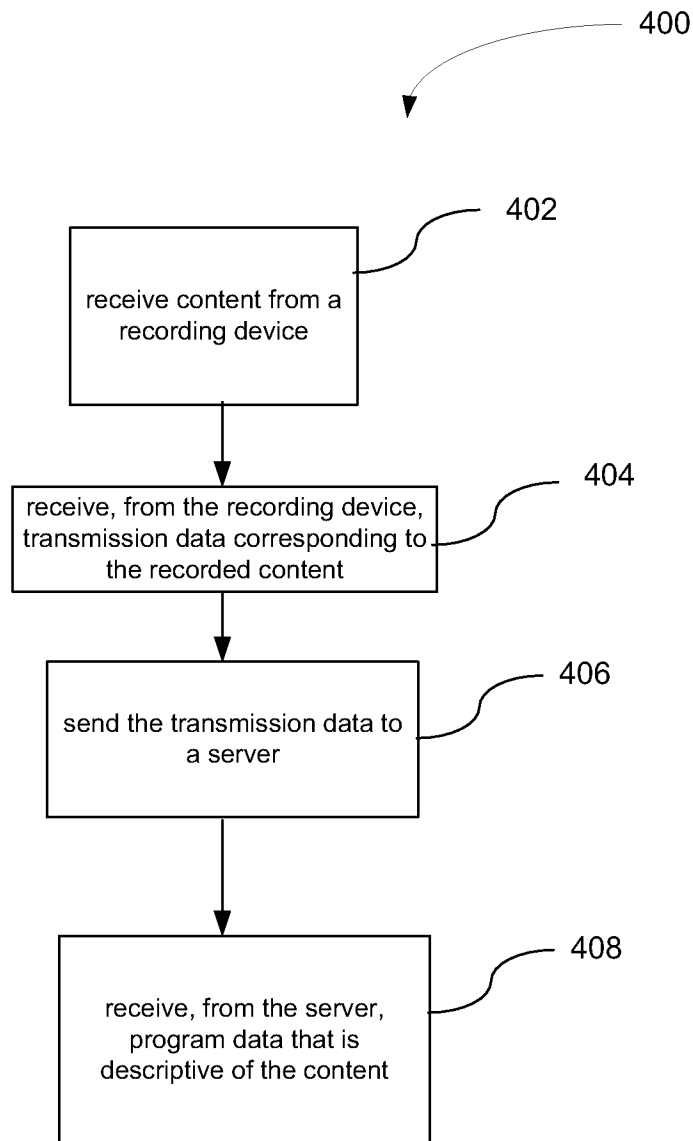 400
402
receive content from a
recording device
404
receive, from the recording device,
transmission data corresponding to
the recorded content
406
send the transmission data to
a server
408
receive, from the server,
program data that is
descriptive of the content